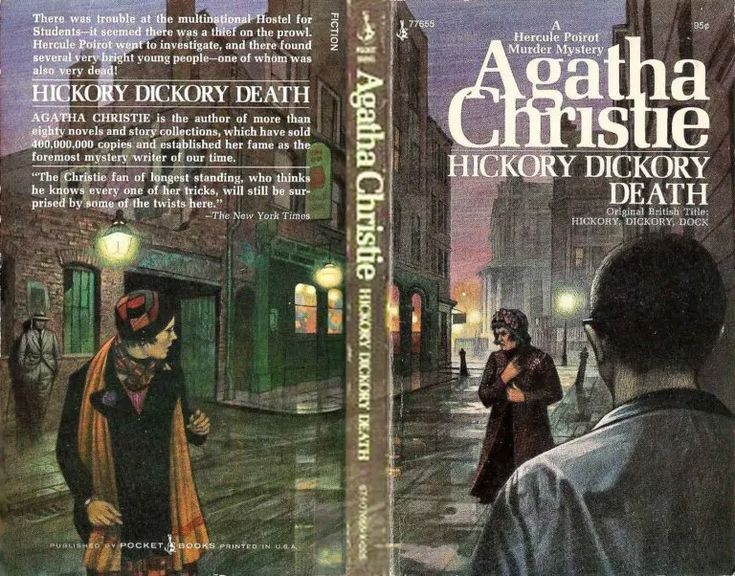 There was trouble at the multinational Hostel for
Students—it seemed there was a thief on the prowl.
Hercule Poirot went to investigate, and there found
several very bright young people—one of whom was
also very dead!
HICKORY DICKORY DEATH
AGATHA CHRISTIE is the author of more than
eighty novels and story collections, which have sold
400,000,000 copies and established her fame as the
foremost mystery writer of our time.
"The Christie fan of longest standing, who thinks
he knows every one of her tricks, will still be sur-
prised by some of the twists here."
—The New York Times
PUBLISHED BY POCKET BOOKS PRINTED IN U.S.A.
FICTION
POCKET
BOOKS
Agatha Christie
HICKORY DICKORY DEATH
77655
95¢
A
Hercule Poirot
Murder Mystery
Agatha
Christie
HICKORY DICKORY
DEATH
Original British Title:
HICKORY, DICKORY, DOCK